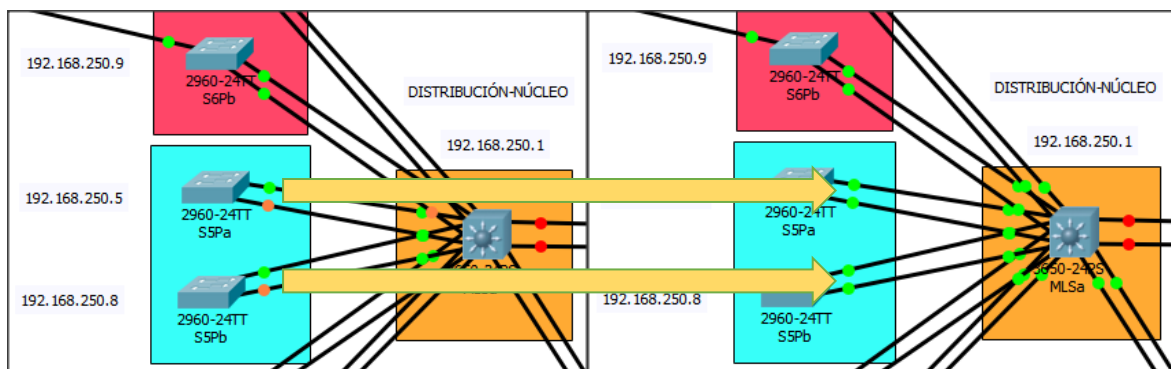 192.168.250.9
2960-24TT
S6Pb
DISTRIBUCIÓN-NÚCLEO
192.168.250.1
192.168.250.5
2960-24TT
S5Pa
192.168.250.8
2960-24TT
S5Pb
192.168.250.9
2960-24TT
S6Pb
DISTRIBUCIÓN-NÚCLEO
192.168.250.1
2960-24TT
S5Pa
3650-24PS
MLSa
192.168.250.8
2960-24TT
S5Pb